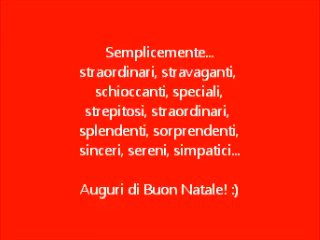 Semplicemente...
straordinari, stravaganti,
schioccanti, speciali,
strepitosi, straordinari,
splendenti, sorprendenti,
sinceri, sereni, simpatici...
Auguri di Buon Natale! :)